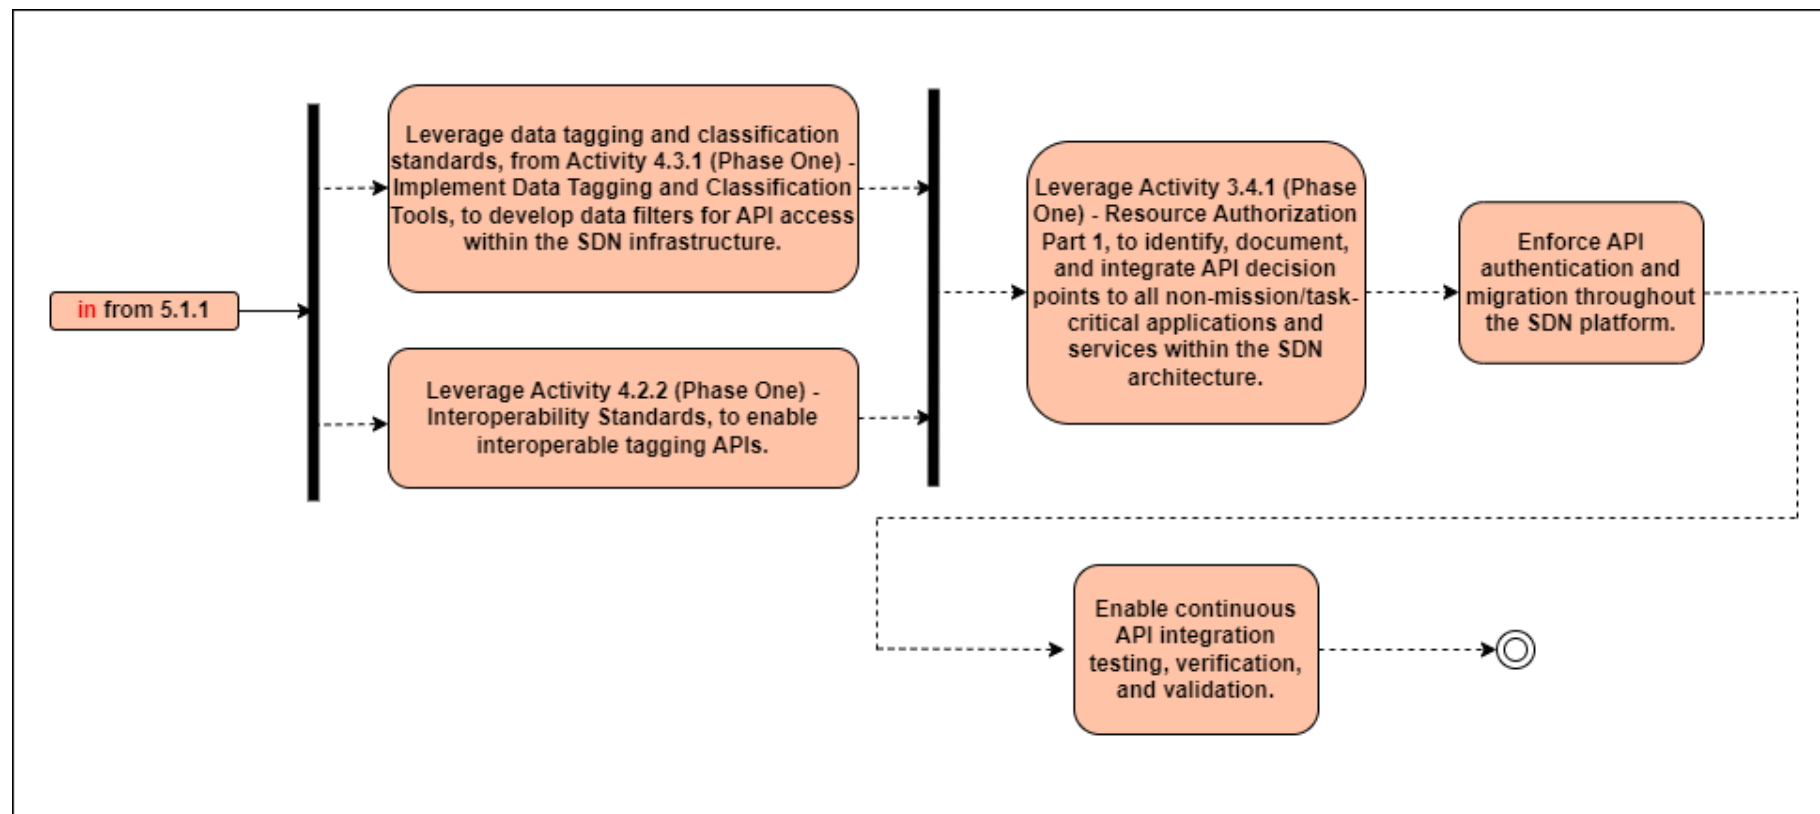 in from 5.1.1
Leverage data tagging and classification
standards, from Activity 4.3.1 (Phase One) -
Implement Data Tagging and Classification
Tools, to develop data filters for API access
within the SDN infrastructure.
Leverage Activity 4.2.2 (Phase One) -
Interoperability Standards, to enable
interoperable tagging APIs.
Leverage Activity 3.4.1 (Phase
One) - Resource Authorization
Part 1, to identify, document,
and integrate API decision
points to all non-mission/task-
critical applications and
services within the SDN
architecture.
Enforce API
authentication and
migration throughout
the SDN platform.
Enable continuous
API integration
testing, verification,
and validation.